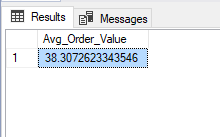 Results Messages
Avg_Order_Value
1 38.3072623343546